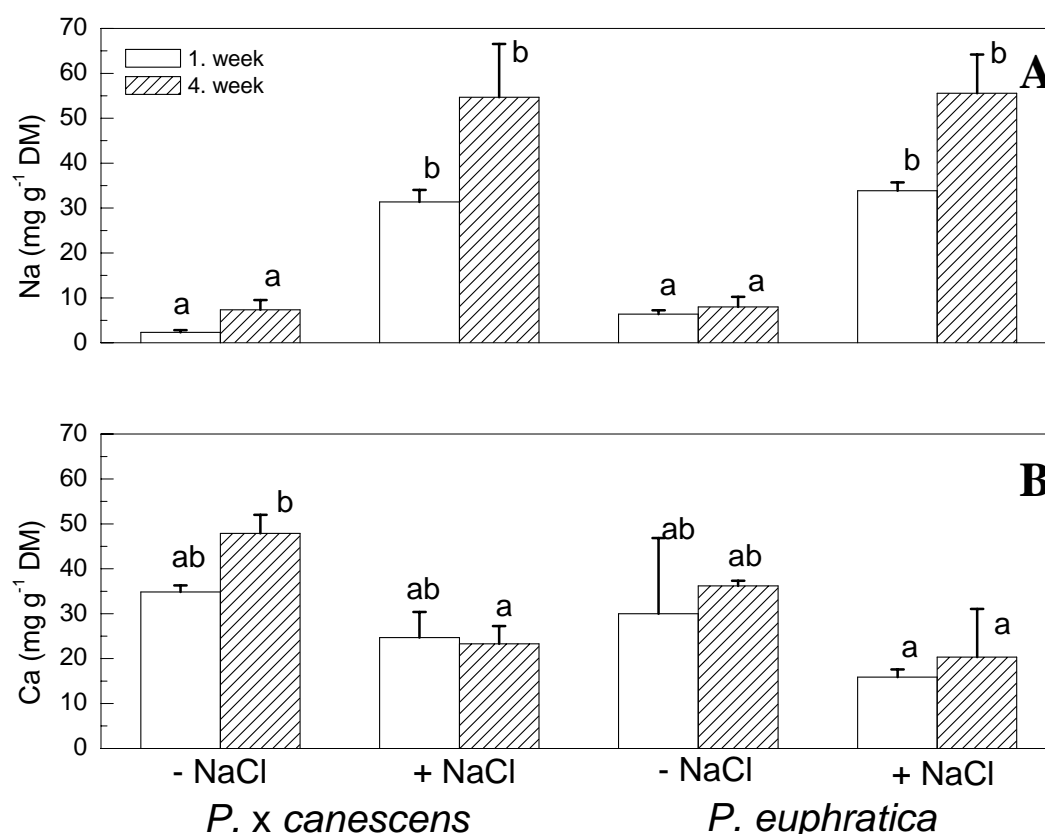 70
60
50
40
30
20
10
0
Na (mg g⁻¹ DM)
1. week
4. week
A
a
a
b
b
a
a
b
b
70
60
50
40
30
20
10
0
Ca (mg g⁻¹ DM)
B
ab
b
ab
a
ab
ab
a
a
- NaCl + NaCl - NaCl + NaCl
P. x canescens P. euphratica